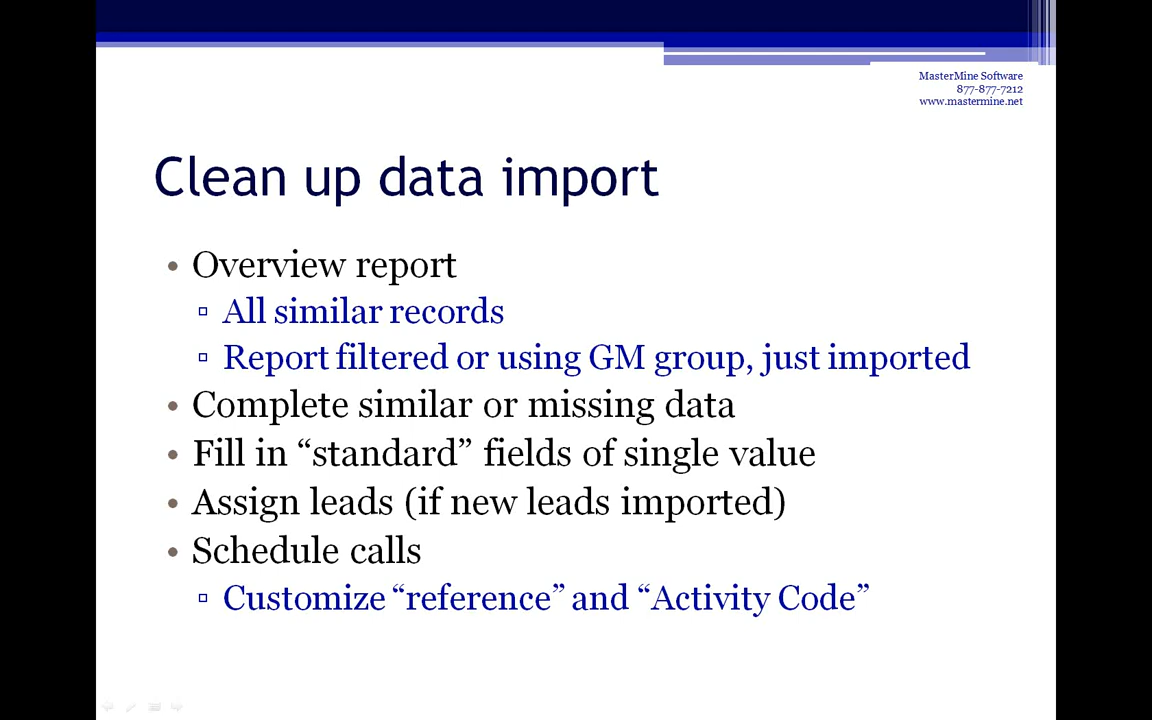 MasterMine Software
877-877-7212
www.mastermine.net
Clean up data import
• Overview report
▫ All similar records
▫ Report filtered or using GM group, just imported
• Complete similar or missing data
• Fill in “standard” fields of single value
• Assign leads (if new leads imported)
• Schedule calls
▫ Customize “reference” and “Activity Code”